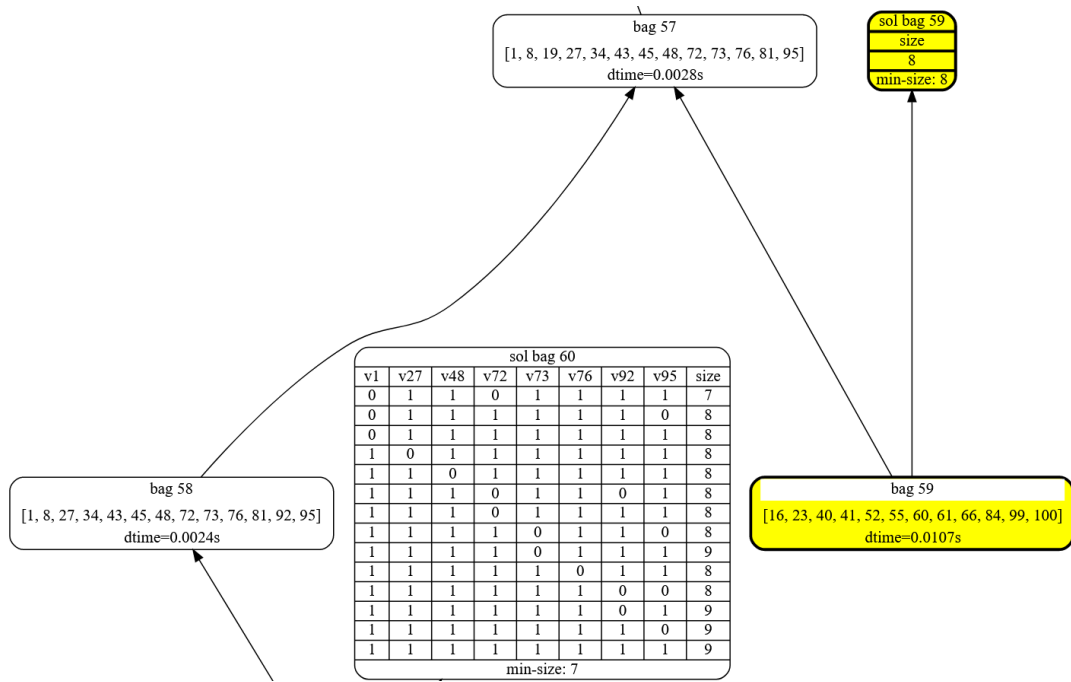 bag 57
[1, 8, 19, 27, 34, 43, 45, 48, 72, 73, 76, 81, 95]
dtime=0.0028s
sol bag 59
size
8
min-size: 8
sol bag 60
v1 v27 v48 v72 v73 v76 v92 v95 size
0 1 1 0 1 1 1 1 7
0 1 1 1 1 1 1 0 8
0 1 1 1 1 1 1 1 8
1 0 1 1 1 1 1 1 8
1 1 0 1 1 1 1 1 8
1 1 1 0 1 1 0 1 8
1 1 1 0 1 1 1 1 8
1 1 1 1 0 1 1 0 8
1 1 1 1 0 1 1 1 9
1 1 1 1 1 0 1 1 8
1 1 1 1 1 1 0 0 8
1 1 1 1 1 1 0 1 9
1 1 1 1 1 1 1 0 9
1 1 1 1 1 1 1 1 9
min-size: 7
bag 58
[1, 8, 27, 34, 43, 45, 48, 72, 73, 76, 81, 92, 95]
dtime=0.0024s
bag 59
[16, 23, 40, 41, 52, 55, 60, 61, 66, 84, 99, 100]
dtime=0.0107s